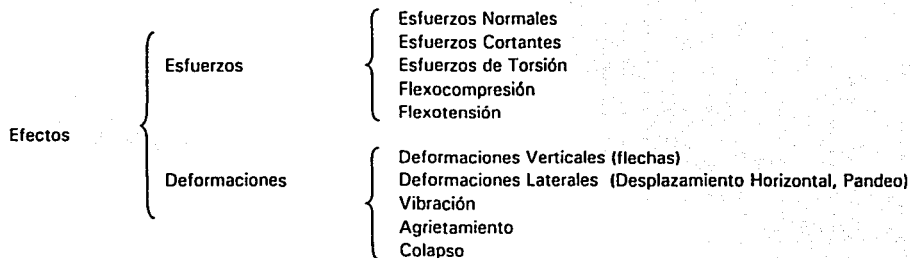 Efectos
Esfuerzos
Esfuerzos Normales
Esfuerzos Cortantes
Esfuerzos de Torsión
Flexocompresión
Flexotensión
Deformaciones
Deformaciones Verticales (flechas)
Deformaciones Laterales (Desplazamiento Horizontal, Pandeo)
Vibración
Agrietamiento
Colapso